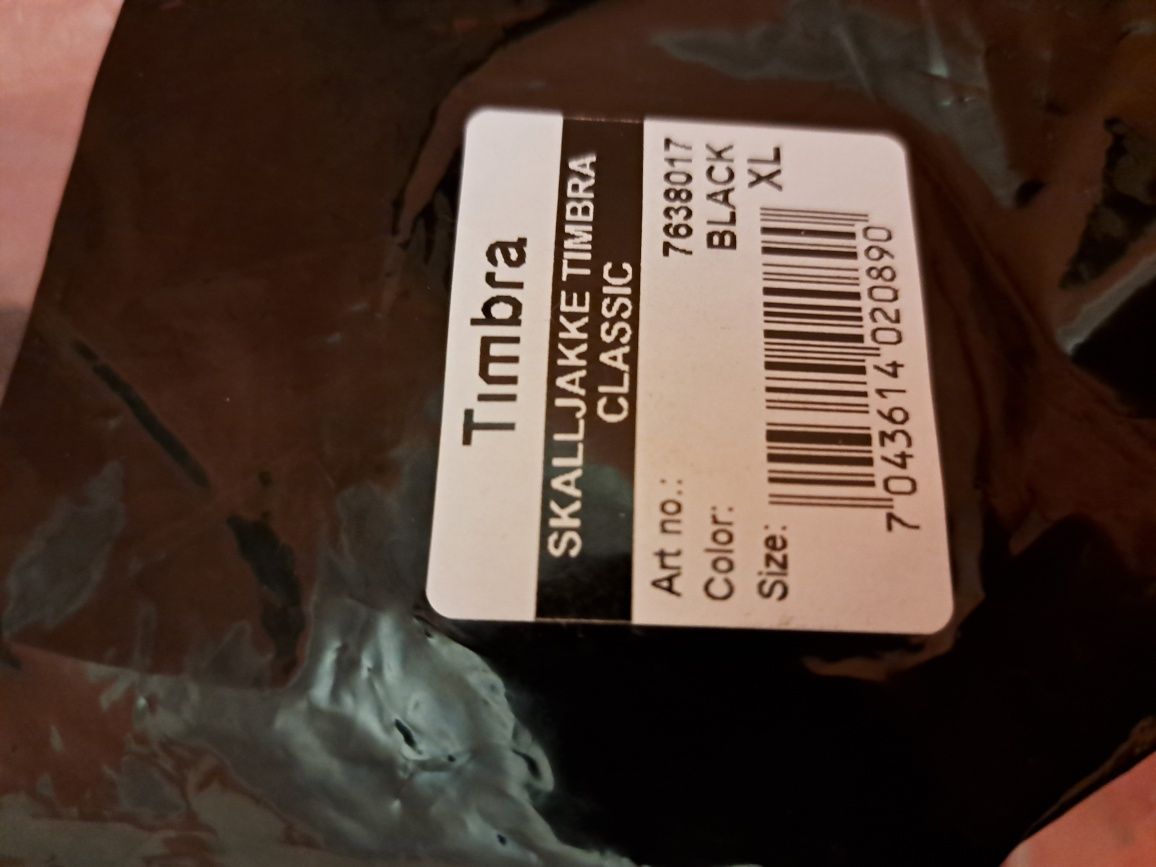 Timbra
SKALLJAKKE TIMBRA
CLASSIC
Art no.: 7638017
Color: BLACK
Size: XL
7 043614 020890